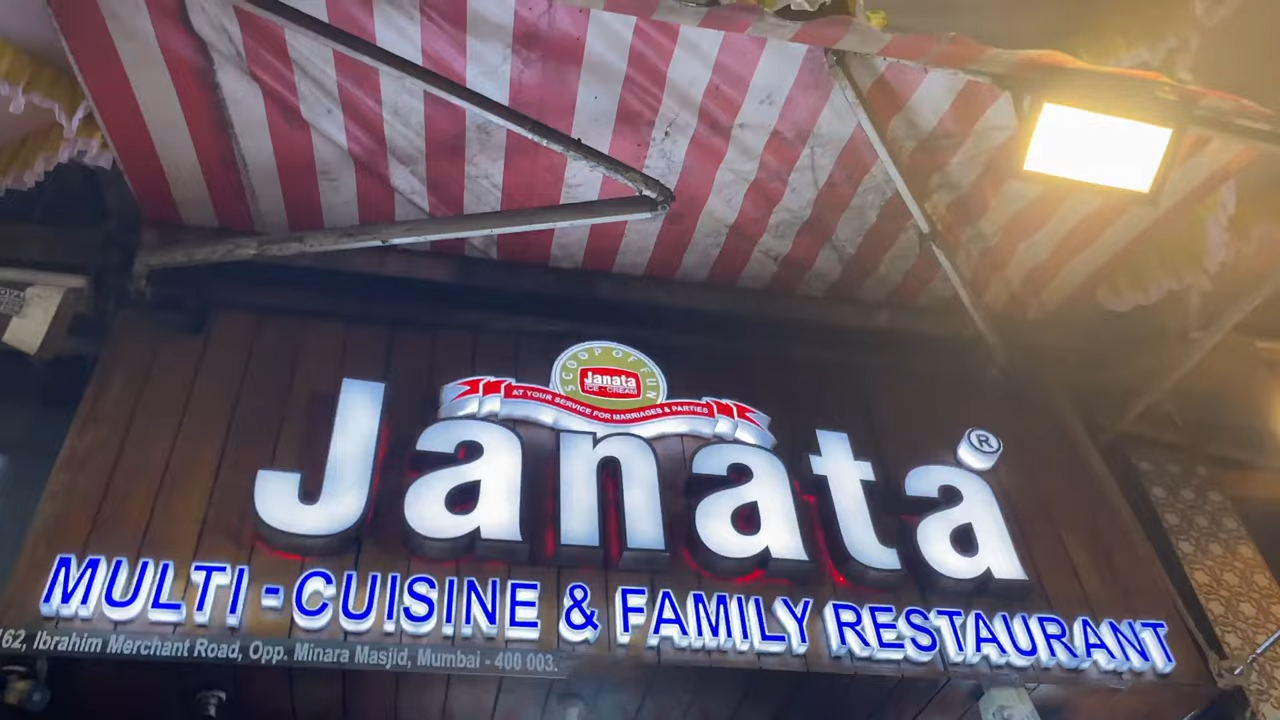 SCOOP OF FUN
Janata
ICE - CREAM
AT YOUR SERVICE FOR MARRIAGES & PARTIES
Janata ®
MULTI - CUISINE & FAMILY RESTAURANT
162, Ibrahim Merchant Road, Opp. Minara Masjid, Mumbai - 400 003.